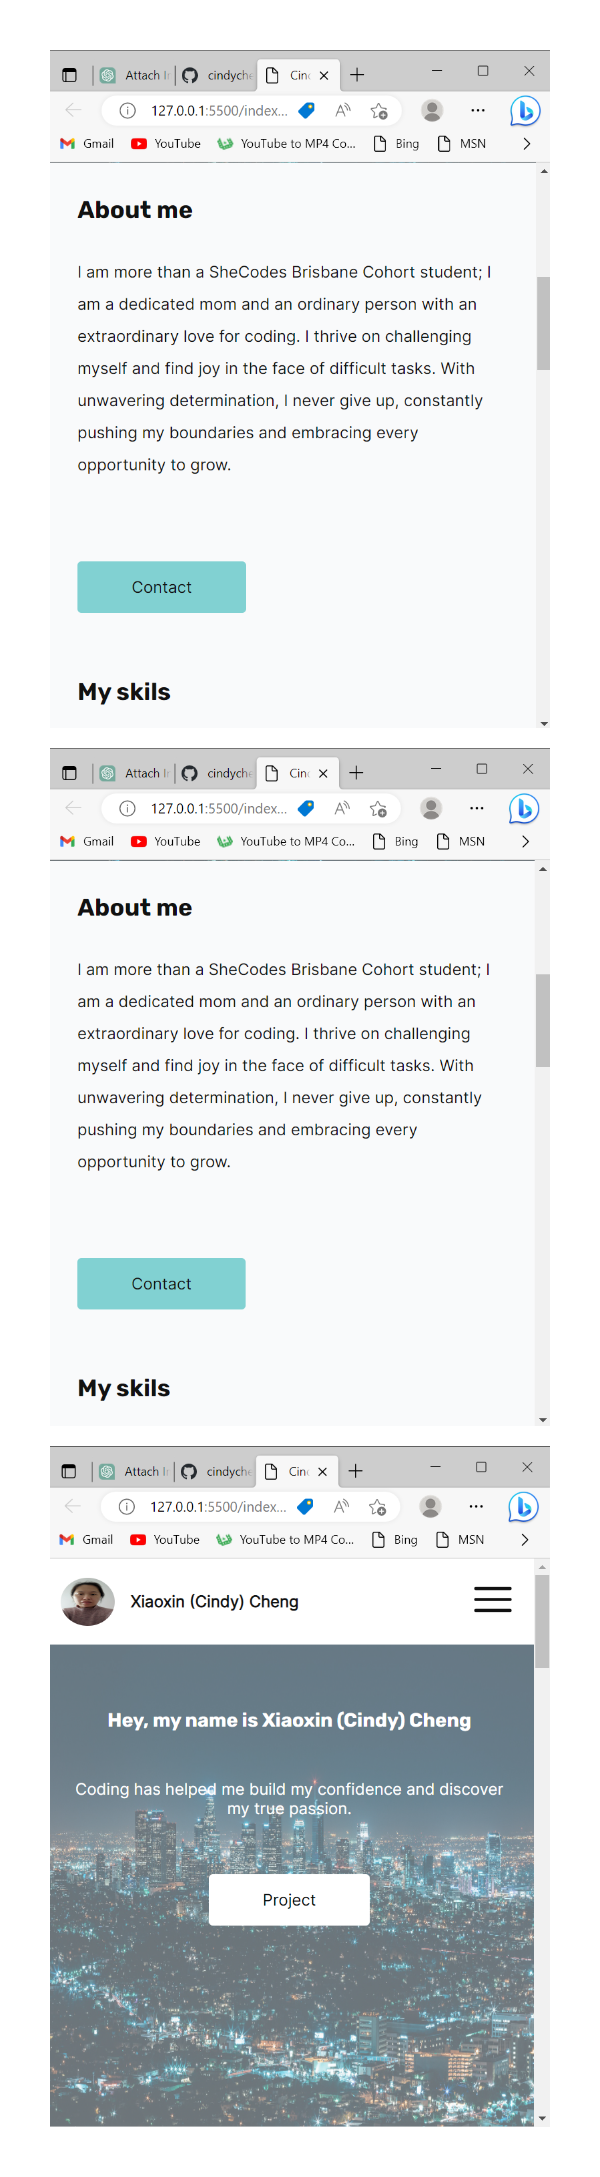 Attach I
cindyche
Cin
127.0.0.1:5500/index...
Gmail
YouTube
YouTube to MP4 Co...
Bing
MSN
About me
I am more than a SheCodes Brisbane Cohort student; I
am a dedicated mom and an ordinary person with an
extraordinary love for coding. I thrive on challenging
myself and find joy in the face of difficult tasks. With
unwavering determination, I never give up, constantly
pushing my boundaries and embracing every
opportunity to grow.
Contact
My skils
Attach I
cindyche
Cin
127.0.0.1:5500/index...
Gmail
YouTube
YouTube to MP4 Co...
Bing
MSN
About me
I am more than a SheCodes Brisbane Cohort student; I
am a dedicated mom and an ordinary person with an
extraordinary love for coding. I thrive on challenging
myself and find joy in the face of difficult tasks. With
unwavering determination, I never give up, constantly
pushing my boundaries and embracing every
opportunity to grow.
Contact
My skils
Attach I
cindyche
Cin
127.0.0.1:5500/index...
Gmail
YouTube
YouTube to MP4 Co...
Bing
MSN
Xiaoxin (Cindy) Cheng
Hey, my name is Xiaoxin (Cindy) Cheng
Coding has helped me build my confidence and discover
my true passion.
Project